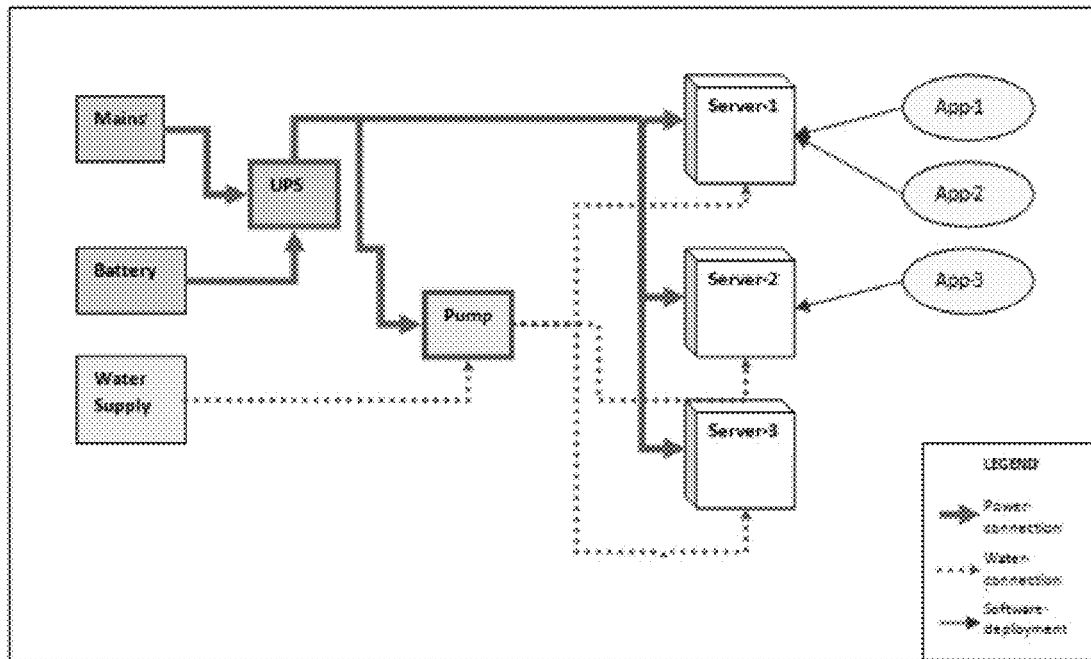 Mains
UPS
Battery
Pump
Water
Supply
Server-1
Server-2
Server-3
App-1
App-2
App-3
LEGEND
Power-
connection
Water-
connection
Software-
deployment